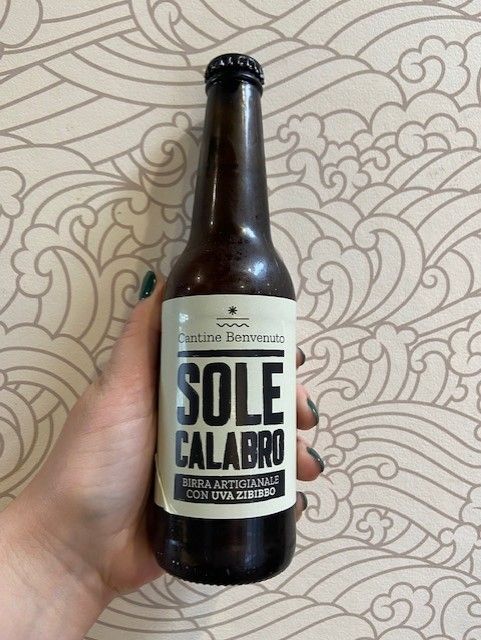 Cantine Benvenuto
SOLE
CALABRO
BIRRA ARTIGIANALE
CON UVA ZIBIBBO